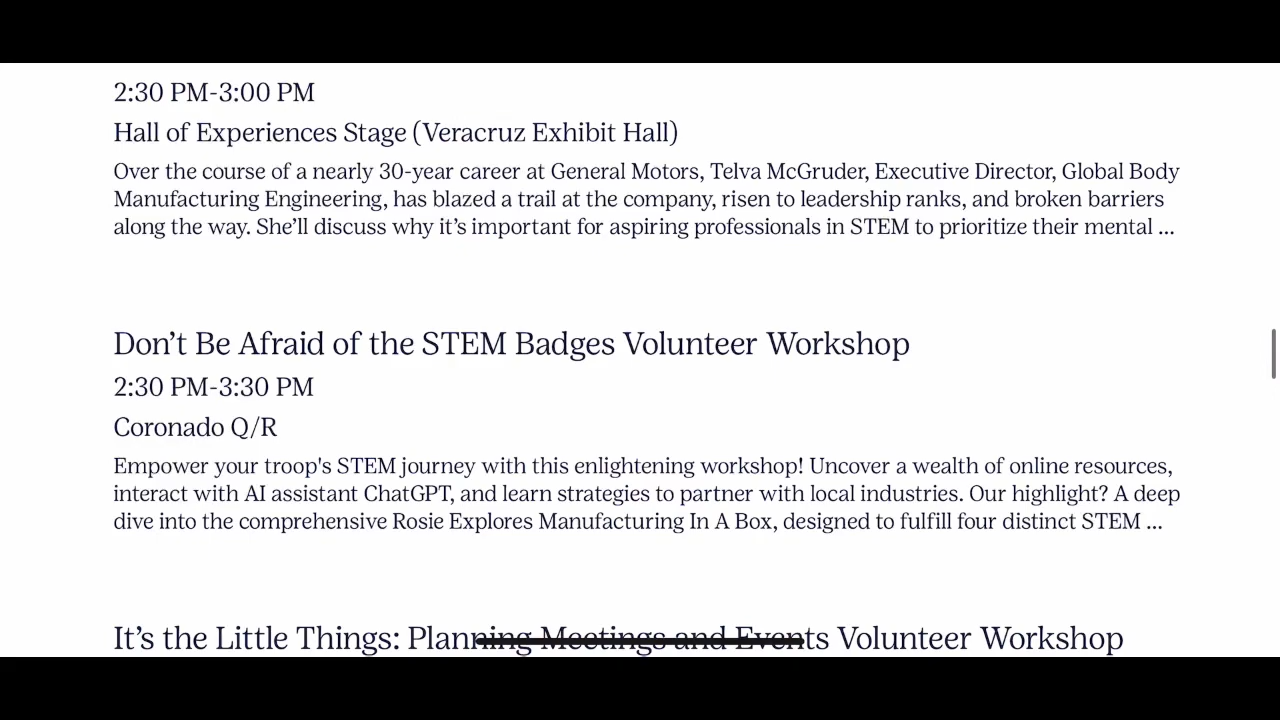 2:30 PM-3:00 PM
Hall of Experiences Stage (Veracruz Exhibit Hall)
Over the course of a nearly 30-year career at General Motors, Telva McGruder, Executive Director, Global Body
Manufacturing Engineering, has blazed a trail at the company, risen to leadership ranks, and broken barriers
along the way. She’ll discuss why it’s important for aspiring professionals in STEM to prioritize their mental ...
Don’t Be Afraid of the STEM Badges Volunteer Workshop
2:30 PM-3:30 PM
Coronado Q/R
Empower your troop's STEM journey with this enlightening workshop! Uncover a wealth of online resources,
interact with AI assistant ChatGPT, and learn strategies to partner with local industries. Our highlight? A deep
dive into the comprehensive Rosie Explores Manufacturing In A Box, designed to fulfill four distinct STEM ...
It’s the Little Things: Planning Meetings and Events Volunteer Workshop